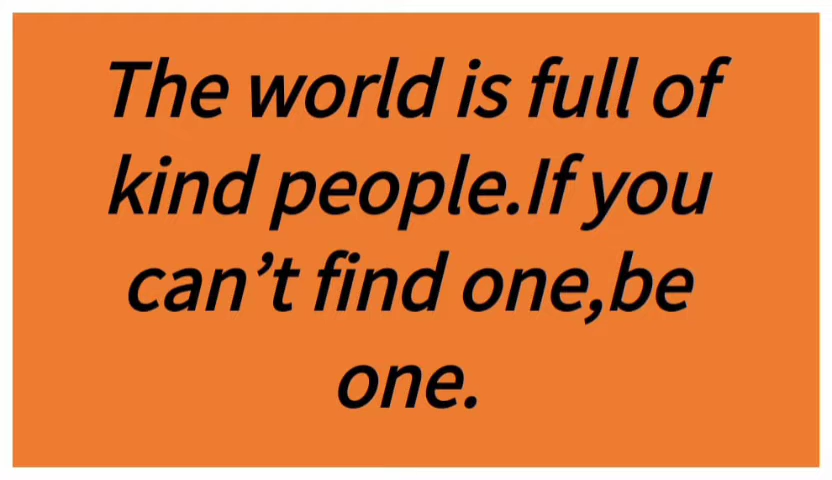 The world is full of
kind people.If you
can’t find one,be
one.